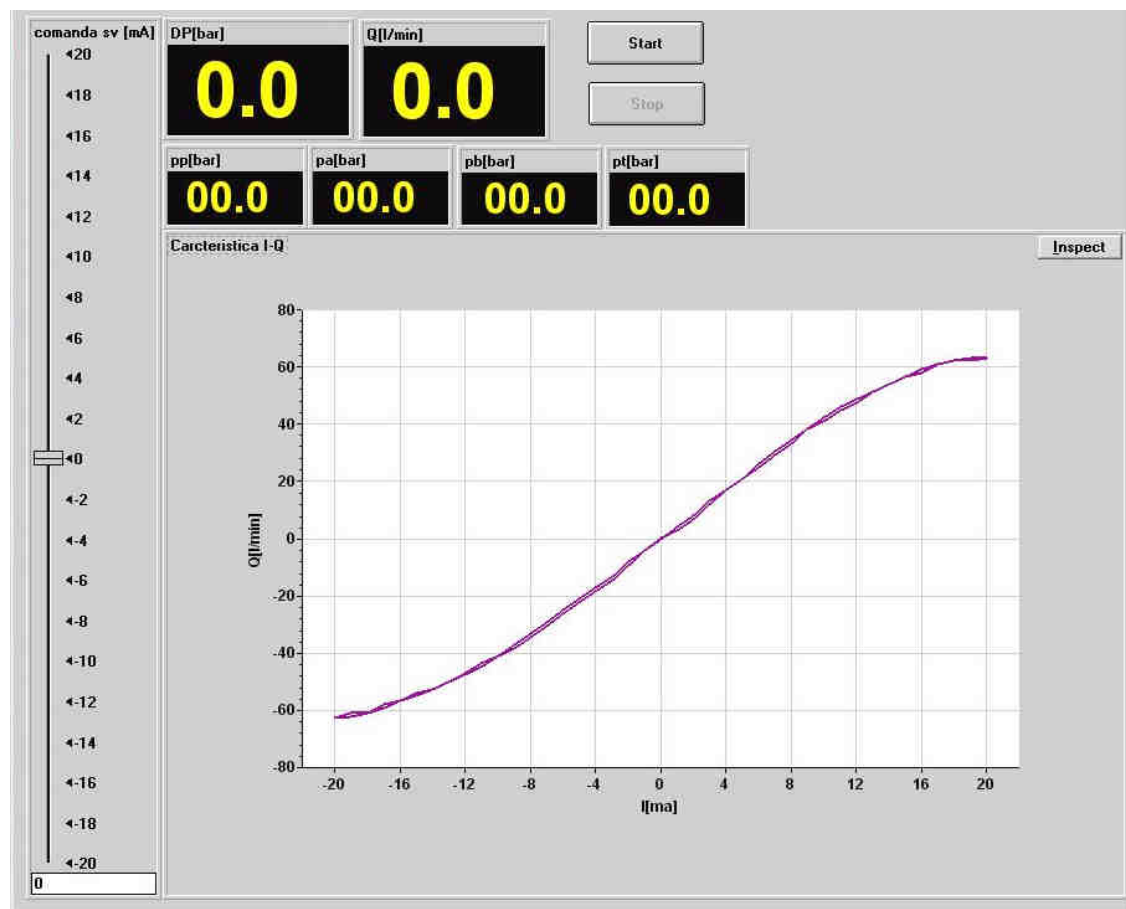 comanda sv [mA]
20
18
16
14
12
10
8
6
4
2
0
-2
-4
-6
-8
-10
-12
-14
-16
-18
-20
0
DP[bar]
0.0
Q[l/min]
0.0
Start
Stop
pp[bar]
00.0
pa[bar]
00.0
pb[bar]
00.0
pt[bar]
00.0
Carcteristica I-Q
Inspect
80
60
40
20
0
-20
-40
-60
-80
Q[l/min]
-20 -16 -12 -8 -4 0 4 8 12 16 20
I[ma]